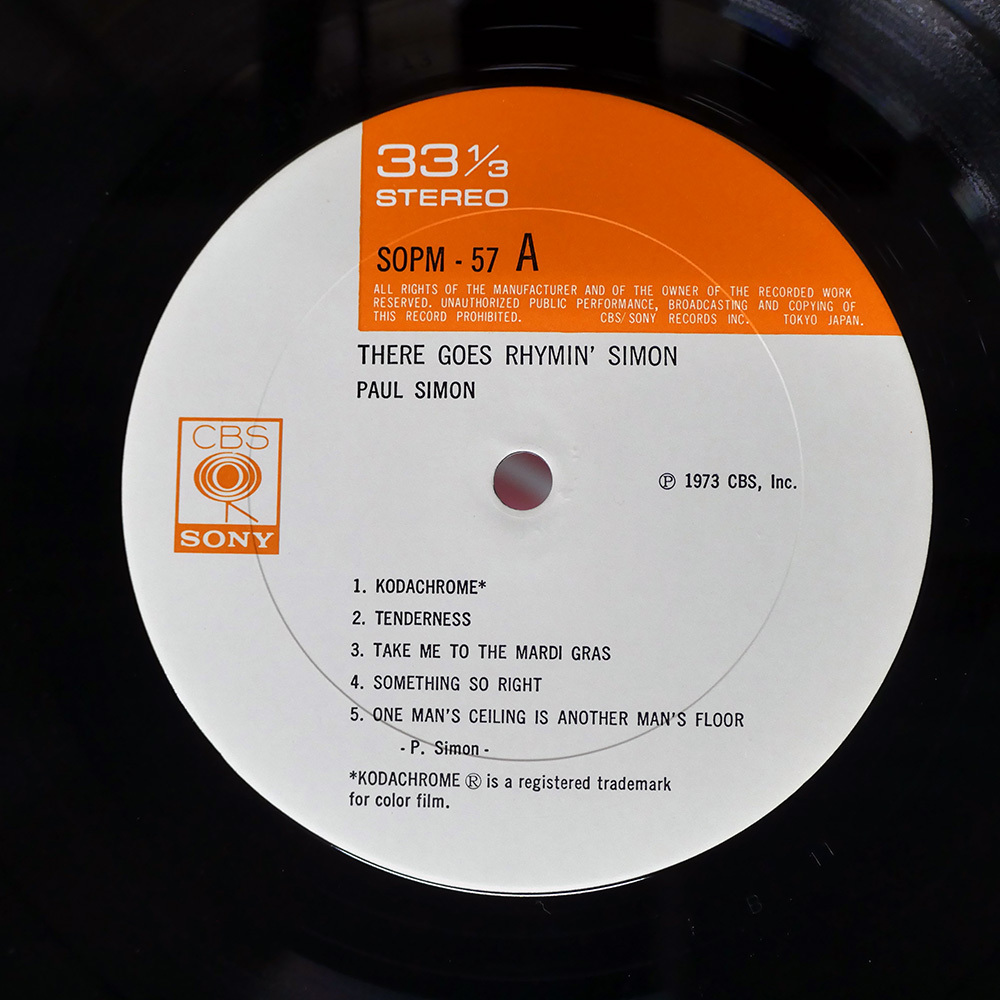 33 1/3
STEREO
SOPM - 57 A
ALL RIGHTS OF THE MANUFACTURER AND OF THE OWNER OF THE RECORDED WORK
RESERVED. UNAUTHORIZED PUBLIC PERFORMANCE, BROADCASTING AND COPYING OF
THIS RECORD PROHIBITED. CBS/SONY RECORDS INC. TOKYO JAPAN.
THERE GOES RHYMIN' SIMON
PAUL SIMON
CBS
SONY
Ⓟ 1973 CBS, Inc.
1. KODACHROME*
2. TENDERNESS
3. TAKE ME TO THE MARDI GRAS
4. SOMETHING SO RIGHT
5. ONE MAN'S CEILING IS ANOTHER MAN'S FLOOR
- P. Simon -
*KODACHROME ® is a registered trademark
for color film.